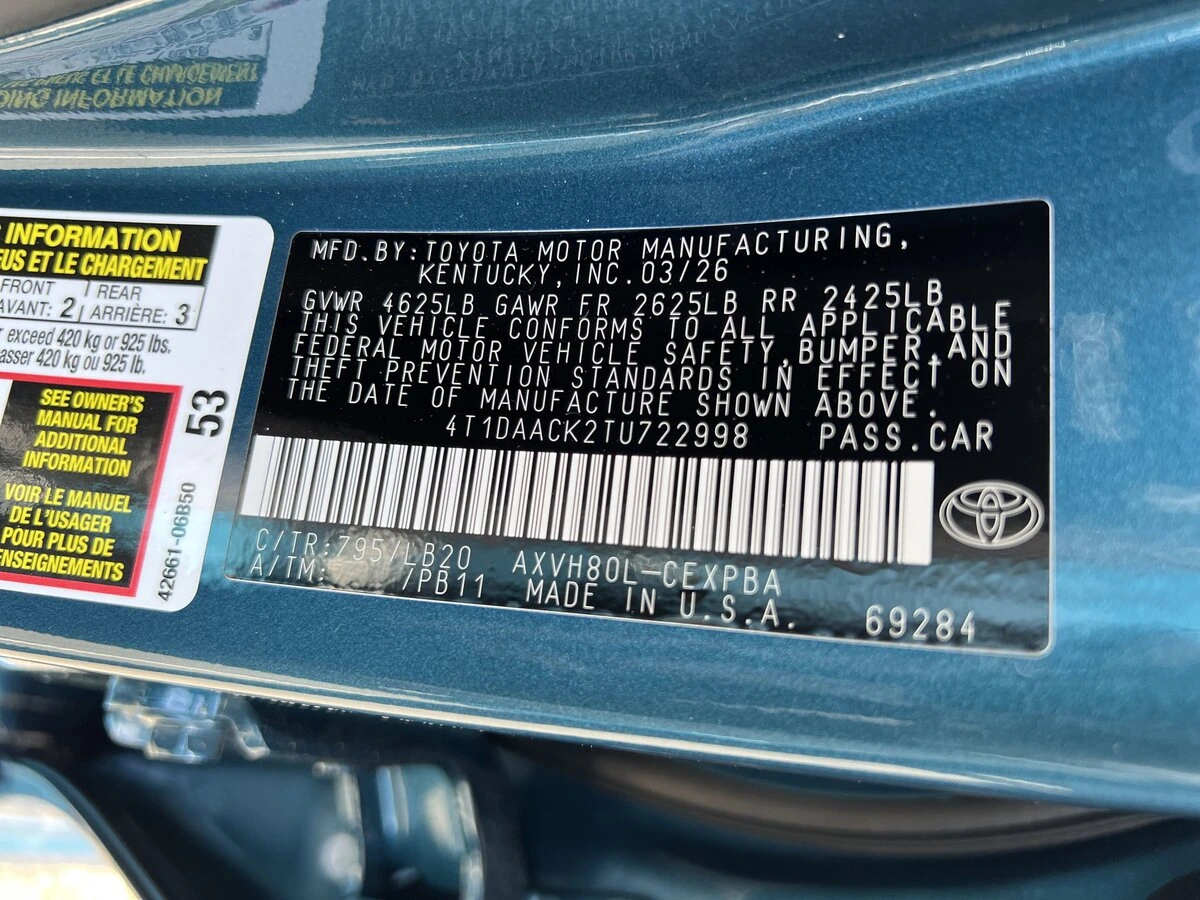 INFORMATION
ET LE CHARGEMENT
FRONT REAR
AVANT: 2 ARRIÈRE: 3
exceed 420 kg or 925 lbs.
420 kg ou 925 lb.
SEE OWNER'S
MANUAL FOR
ADDITIONAL
INFORMATION
VOIR LE MANUEL
DE L'USAGER
POUR PLUS DE
53
42661-06B50
MFD.BY:TOYOTA MOTOR MANUFACTURING,
KENTUCKY,INC.03/26
GVWR 4625LB GAWR FR 2625LB RR 2425LB
THIS VEHICLE CONFORMS TO ALL APPLICABLE
FEDERAL MOTOR VEHICLE SAFETY,BUMPER,AND
THEFT PREVENTION STANDARDS IN EFFECT ON
THE DATE OF MANUFACTURE SHOWN ABOVE.
4T1DAACK2TU722998 PASS.CAR
C/TR:795/LB20 AXVH80L-CEXPBA
A/TM: /PB11 MADE IN U.S.A. 69284